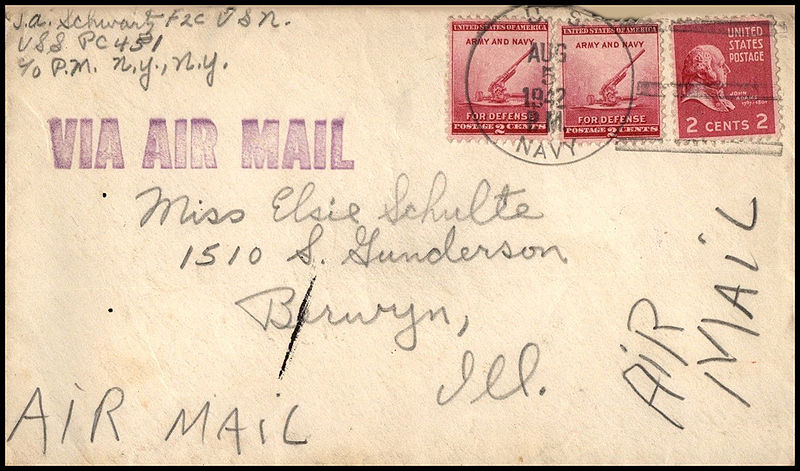 J.A. Schwartz F2c USN.
USS PC 451
c/o P.M. N.Y., N.Y.
UNITED STATES OF AMERICA
ARMY AND NAVY
FOR DEFENSE
POSTAGE 2 CENTS
UNITED STATES OF AMERICA
ARMY AND NAVY
FOR DEFENSE
POSTAGE 2 CENTS
UNITED
STATES
POSTAGE
JOHN
ADAMS
2 CENTS 2
U.S.
AUG
5
1942
P.M.
NAVY
VIA AIR MAIL
Miss Elsie Schulte
1510 S. Gunderson
Berwyn,
Ill.
AIR MAIL
AIR
MAIL